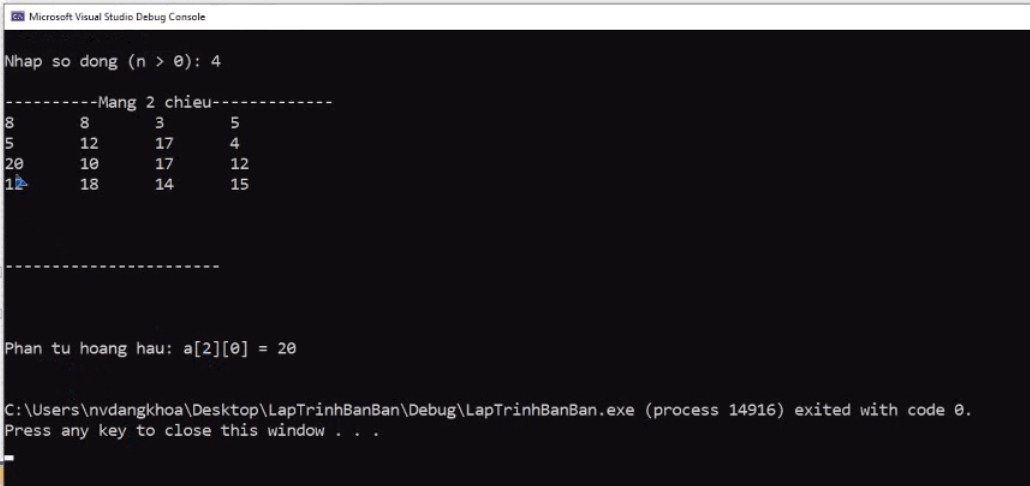 Microsoft Visual Studio Debug Console
Nhap so dong (n > 0): 4
----------Mang 2 chieu-------------
8 8 3 5
5 12 17 4
20 10 17 12
12 18 14 15
-----------------------
Phan tu hoang hau: a[2][0] = 20
C:\Users\nvdangkhoa\Desktop\LapTrinhBanBan\Debug\LapTrinhBanBan.exe (process 14916) exited with code 0.
Press any key to close this window . . .